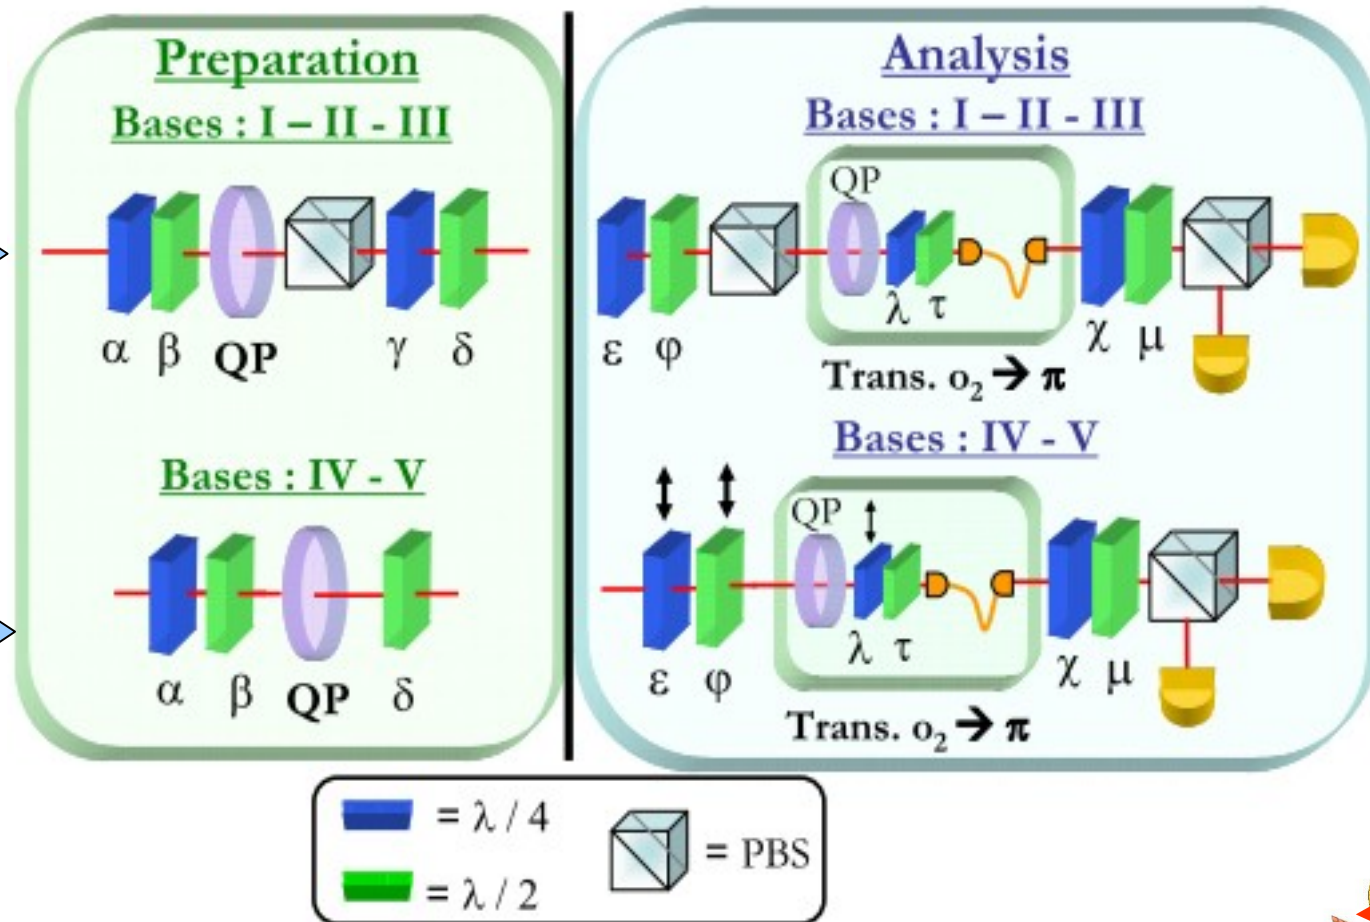 Preparation
Bases : I – II - III
α β QP γ δ
Bases : IV - V
α β QP δ
Analysis
Bases : I – II - III
QP
λ τ
ε φ
χ μ
Trans. o₂ ➔ π
Bases : IV - V
QP
λ τ
ε φ
χ μ
Trans. o₂ ➔ π
= λ / 4
= PBS
= λ / 2